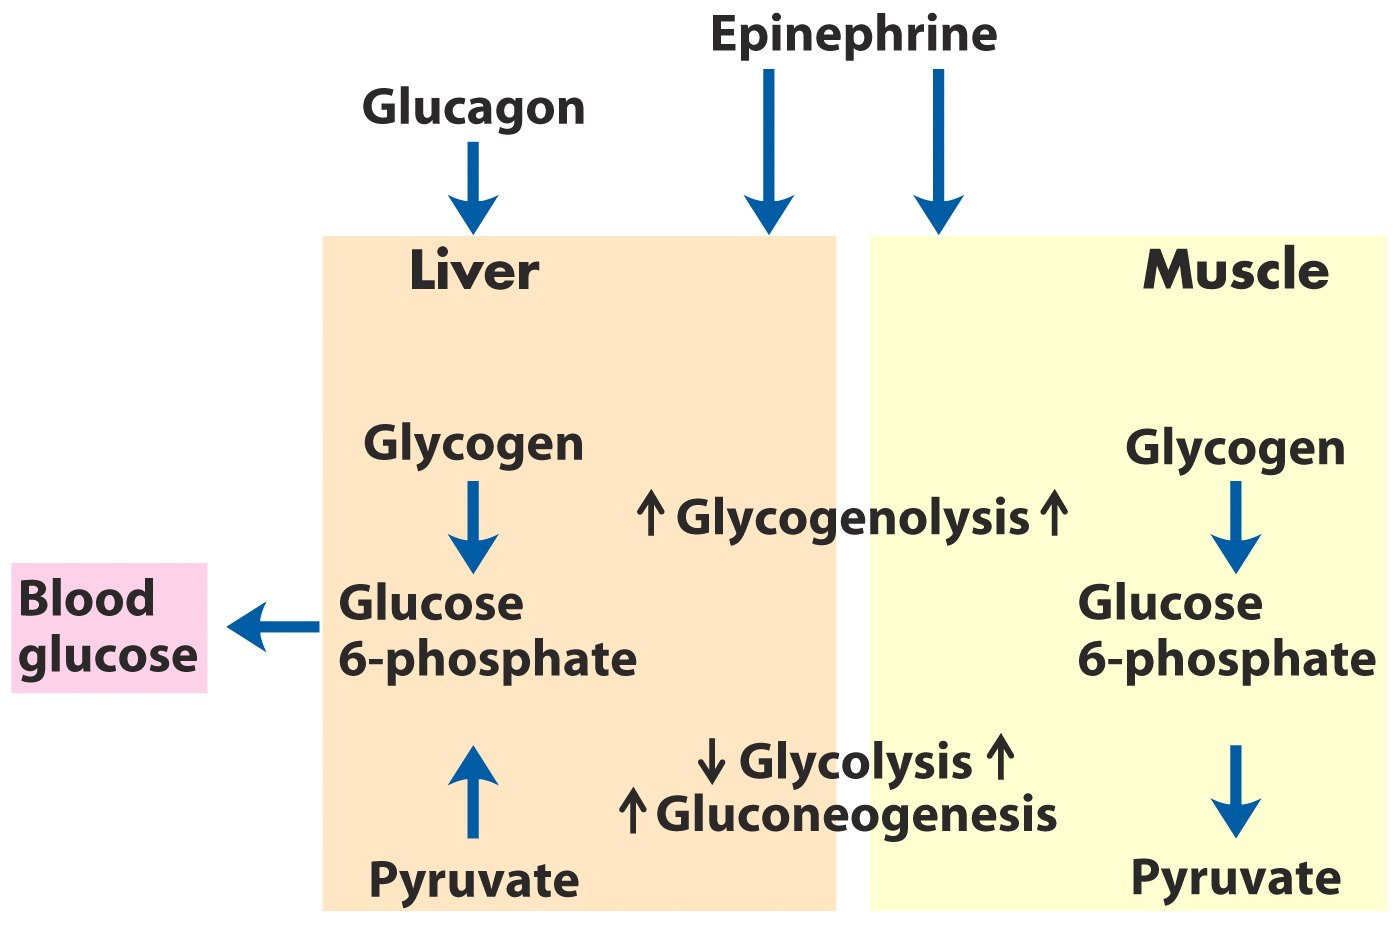 Epinephrine
Glucagon
Liver
Muscle
Glycogen
Glycogen
↑ Glycogenolysis ↑
Blood
glucose
Glucose
6-phosphate
Glucose
6-phosphate
↓ Glycolysis ↑
↑ Gluconeogenesis
Pyruvate
Pyruvate